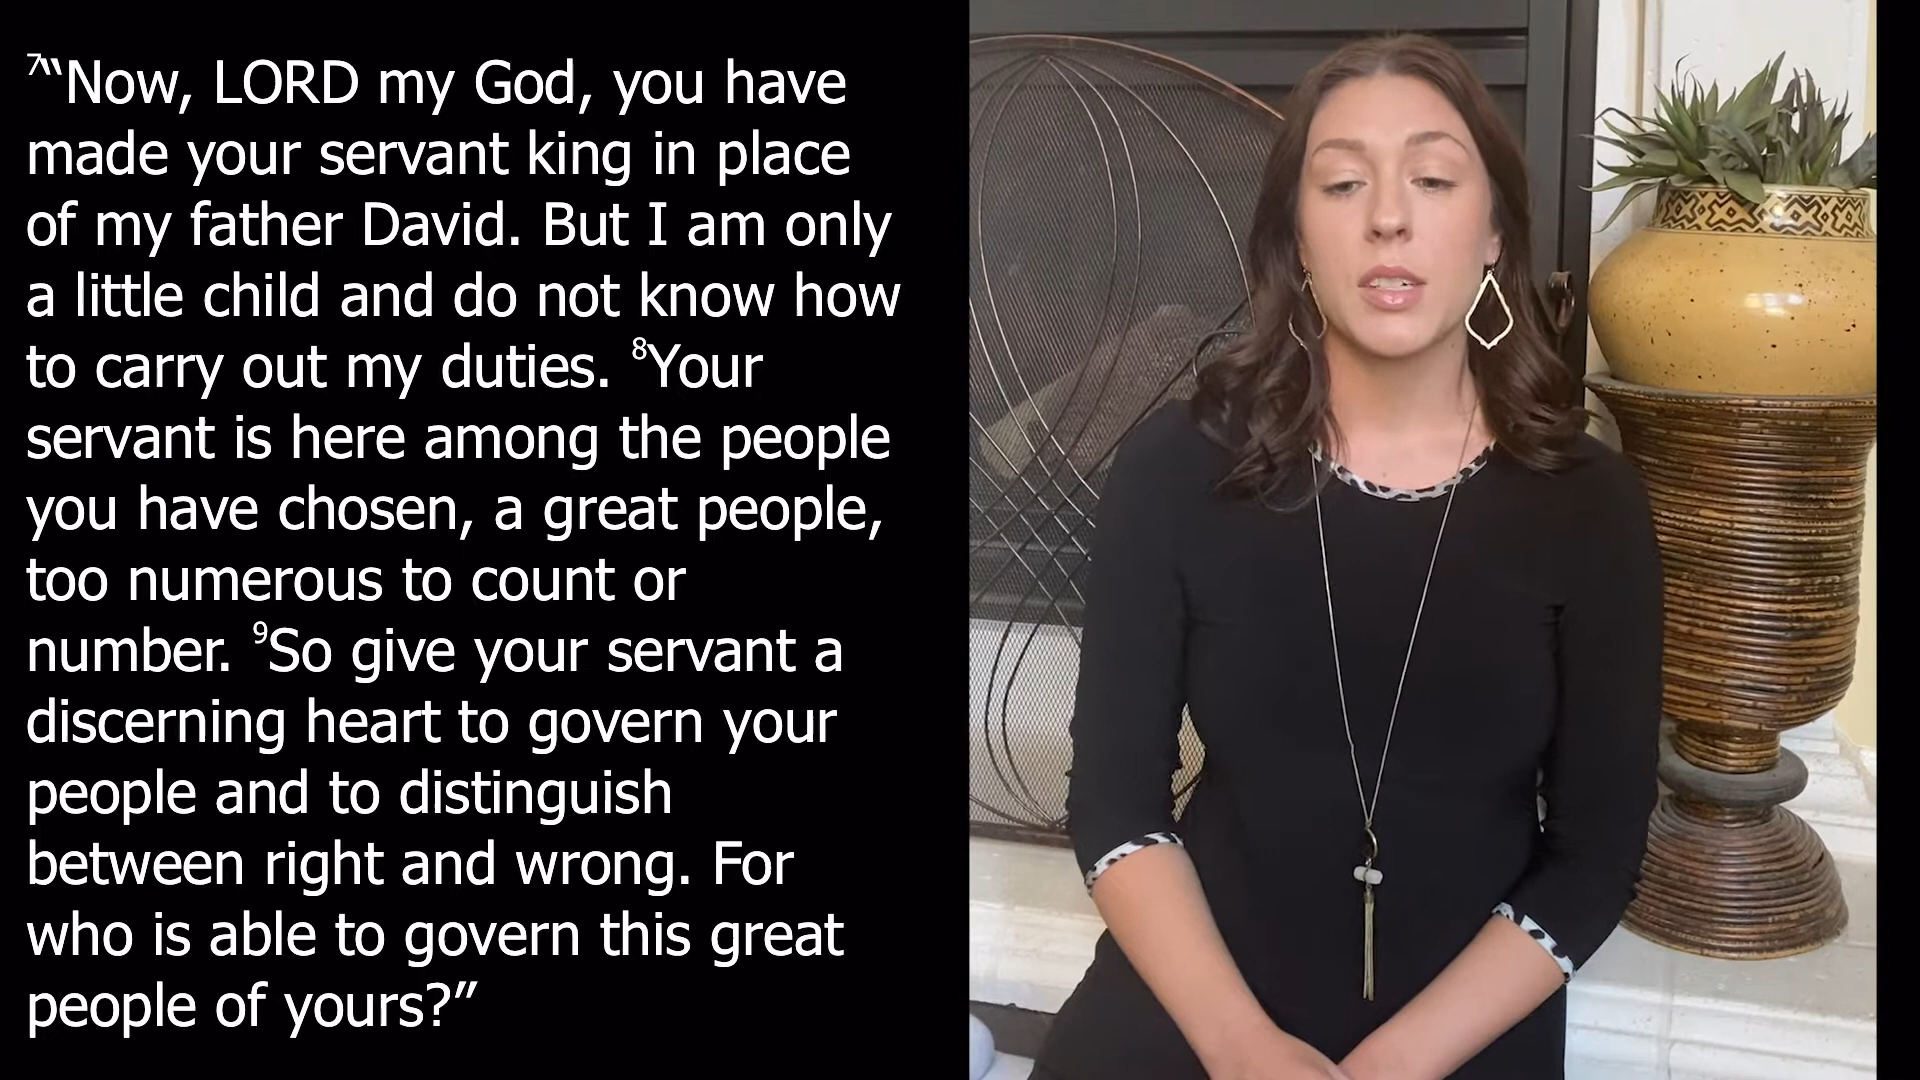 ⁷“Now, LORD my God, you have
made your servant king in place
of my father David. But I am only
a little child and do not know how
to carry out my duties. ⁸Your
servant is here among the people
you have chosen, a great people,
too numerous to count or
number. ⁹So give your servant a
discerning heart to govern your
people and to distinguish
between right and wrong. For
who is able to govern this great
people of yours?”